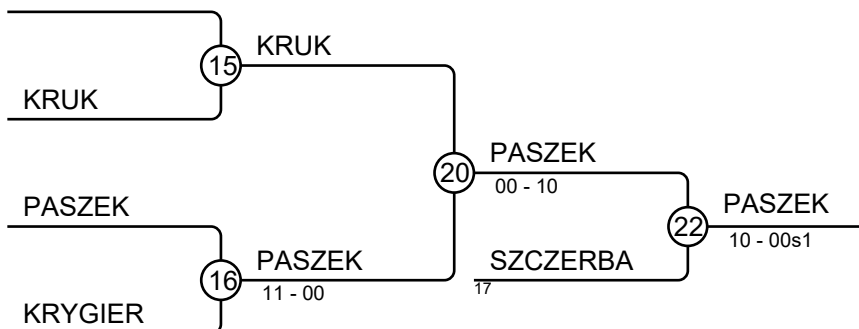 KRUK
15
KRUK
PASZEK
20
00 - 10
PASZEK
PASZEK
22
10 - 00s1
PASZEK
16
11 - 00
SZCZERBA
17
KRYGIER